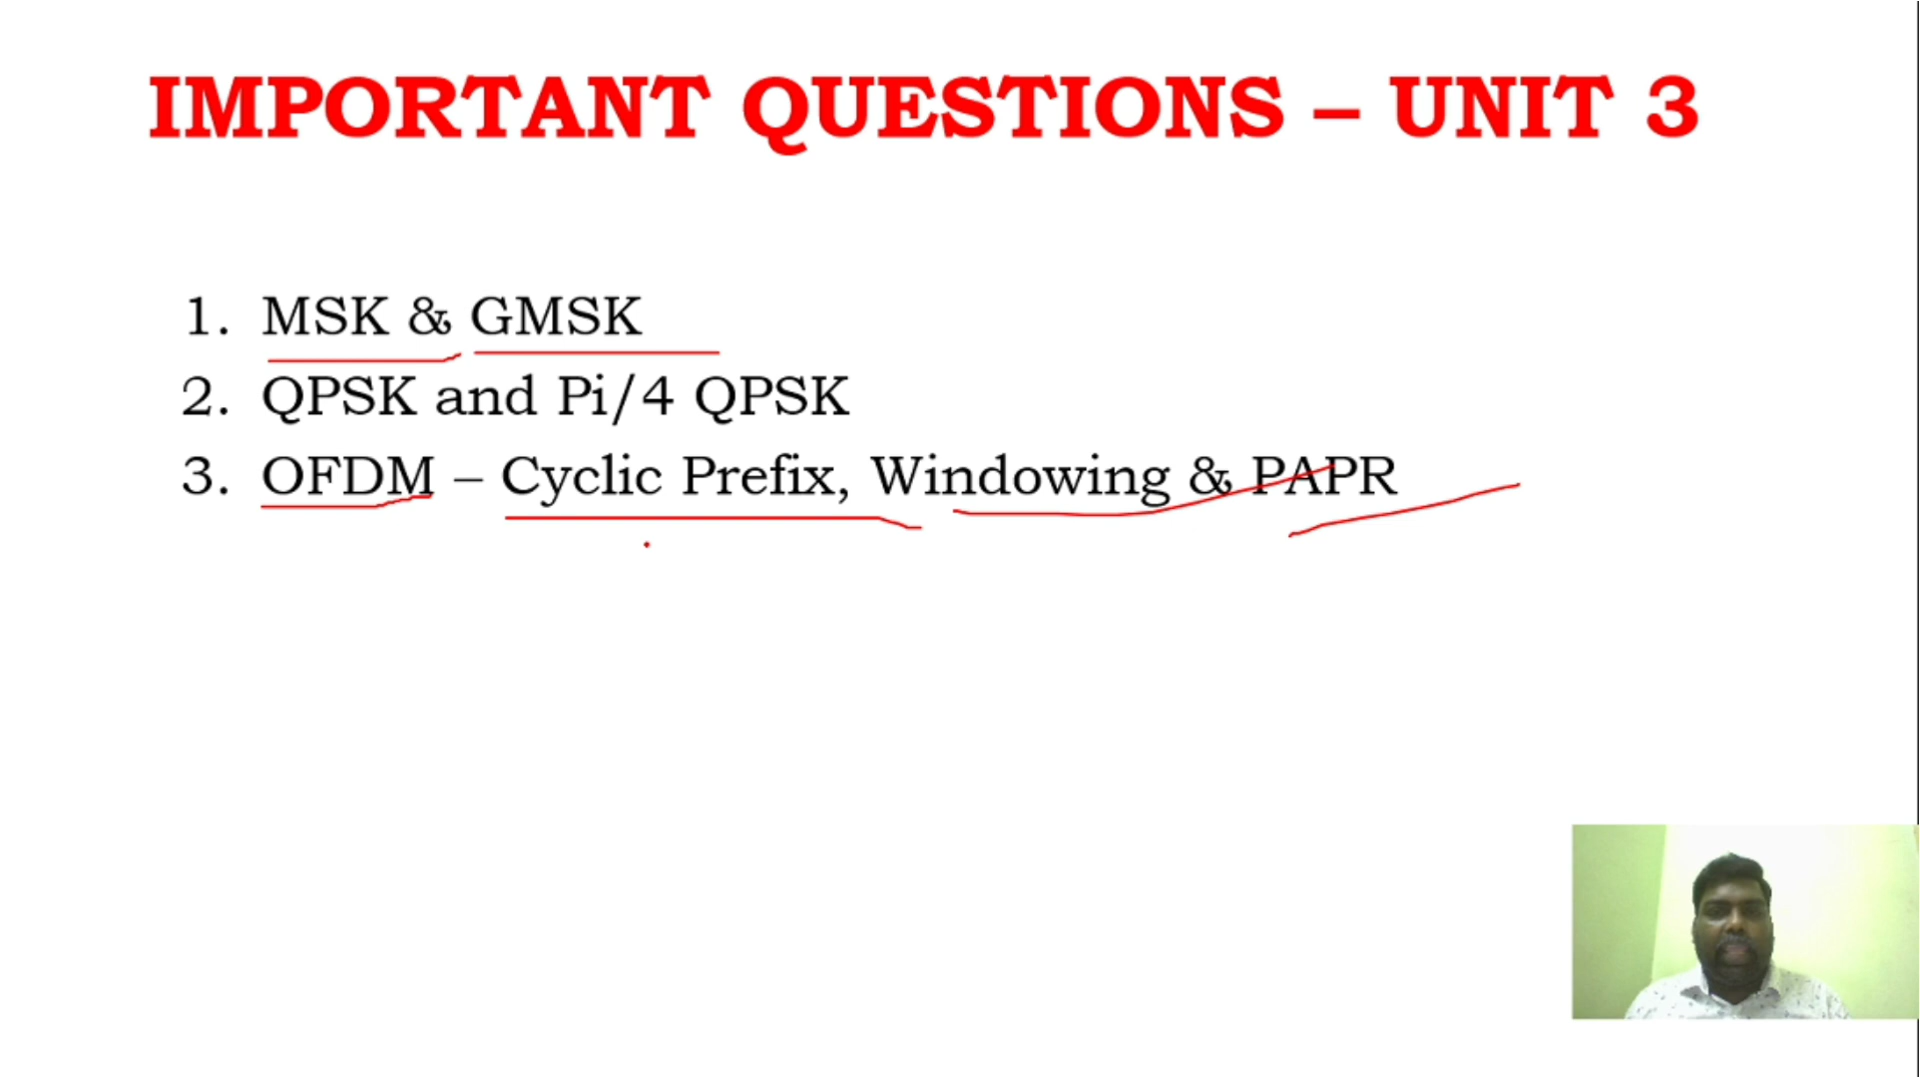 IMPORTANT QUESTIONS – UNIT 3
1. MSK & GMSK
2. QPSK and Pi/4 QPSK
3. OFDM – Cyclic Prefix, Windowing & PAPR